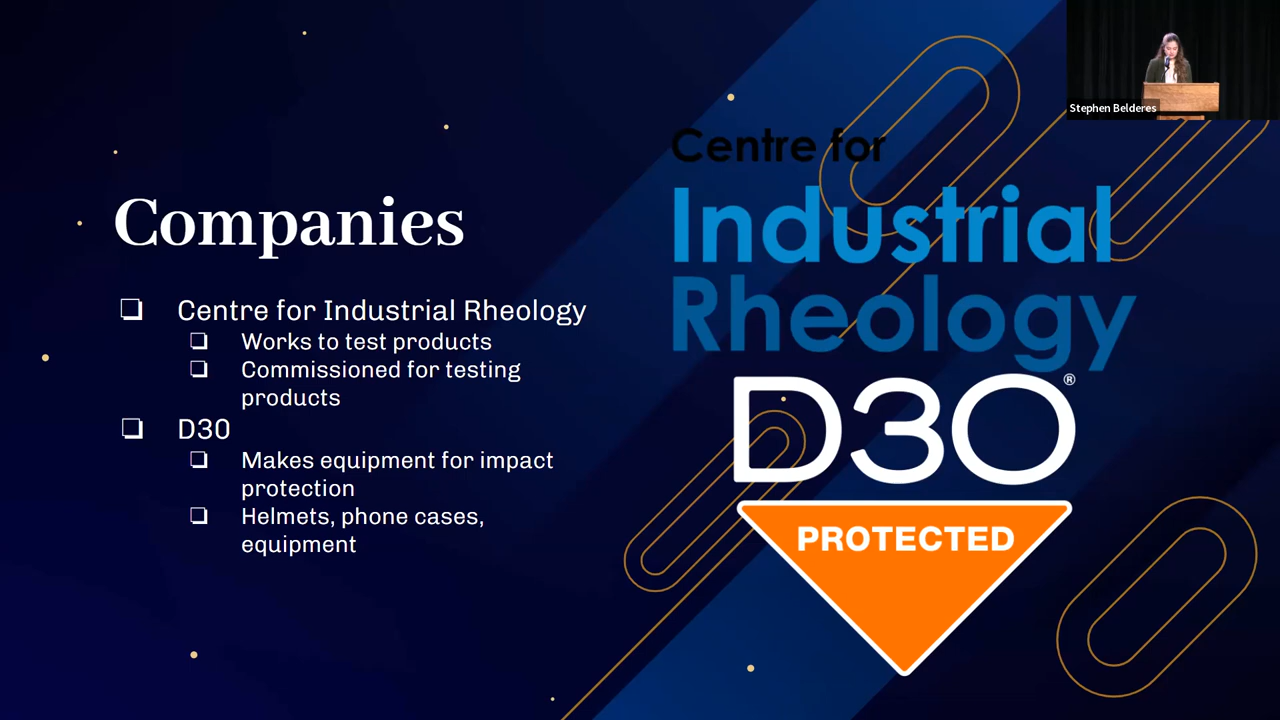 Stephen Belderes
Companies
❏ Centre for Industrial Rheology
❏ Works to test products
❏ Commissioned for testing
products
❏ D30
❏ Makes equipment for impact
protection
❏ Helmets, phone cases,
equipment
Centre for
Industrial
Rheology
D3O®
PROTECTED